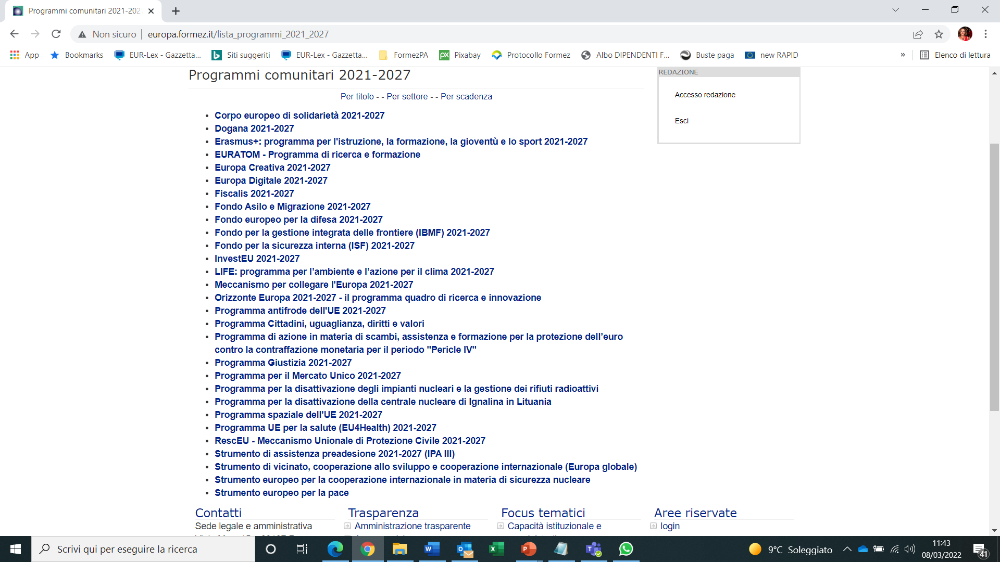 Programmi comunitari 2021-202
Non sicuro | europa.formez.it/lista_programmi_2021_2027
App Bookmarks EUR-Lex - Gazzetta... Siti suggeriti EUR-Lex - Gazzetta... FormezPA Pixabay Protocollo Formez Albo DIPENDENTI F... Buste paga new RAPID » Elenco di lettura
Programmi comunitari 2021-2027
Per titolo - - Per settore - - Per scadenza
Corpo europeo di solidarietà 2021-2027
Dogana 2021-2027
Erasmus+: programma per l'istruzione, la formazione, la gioventù e lo sport 2021-2027
EURATOM - Programma di ricerca e formazione
Europa Creativa 2021-2027
Europa Digitale 2021-2027
Fiscalis 2021-2027
Fondo Asilo e Migrazione 2021-2027
Fondo europeo per la difesa 2021-2027
Fondo per la gestione integrata delle frontiere (IBMF) 2021-2027
Fondo per la sicurezza interna (ISF) 2021-2027
InvestEU 2021-2027
LIFE: programma per l’ambiente e l’azione per il clima 2021-2027
Meccanismo per collegare l'Europa 2021-2027
Orizzonte Europa 2021-2027 - il programma quadro di ricerca e innovazione
Programma antifrode dell'UE 2021-2027
Programma Cittadini, uguaglianza, diritti e valori
Programma di azione in materia di scambi, assistenza e formazione per la protezione dell’euro
contro la contraffazione monetaria per il periodo "Pericle IV"
Programma Giustizia 2021-2027
Programma per il Mercato Unico 2021-2027
Programma per la disattivazione degli impianti nucleari e la gestione dei rifiuti radioattivi
Programma per la disattivazione della centrale nucleare di Ignalina in Lituania
Programma spaziale dell'UE 2021-2027
Programma UE per la salute (EU4Health) 2021-2027
RescEU - Meccanismo Unionale di Protezione Civile 2021-2027
Strumento di assistenza preadesione 2021-2027 (IPA III)
Strumento di vicinato, cooperazione allo sviluppo e cooperazione internazionale (Europa globale)
Strumento europeo per la cooperazione internazionale in materia di sicurezza nucleare
Strumento europeo per la pace
REDAZIONE
Accesso redazione
Esci
Contatti
Sede legale e amministrativa
Trasparenza
Amministrazione trasparente
Focus tematici
Capacità istituzionale e
Aree riservate
login
Scrivi qui per eseguire la ricerca
9°C Soleggiato
11:43
08/03/2022
41